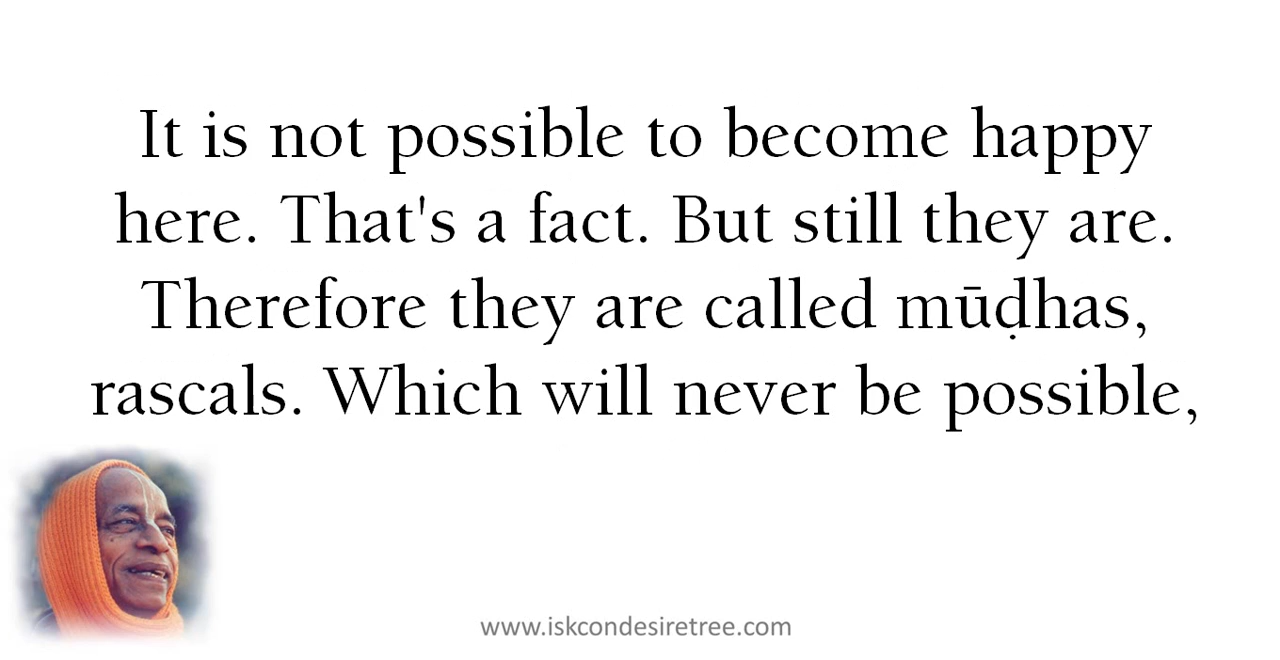 It is not possible to become happy
here. That's a fact. But still they are.
Therefore they are called mūḍhas,
rascals. Which will never be possible,
www.iskcondesiretree.com